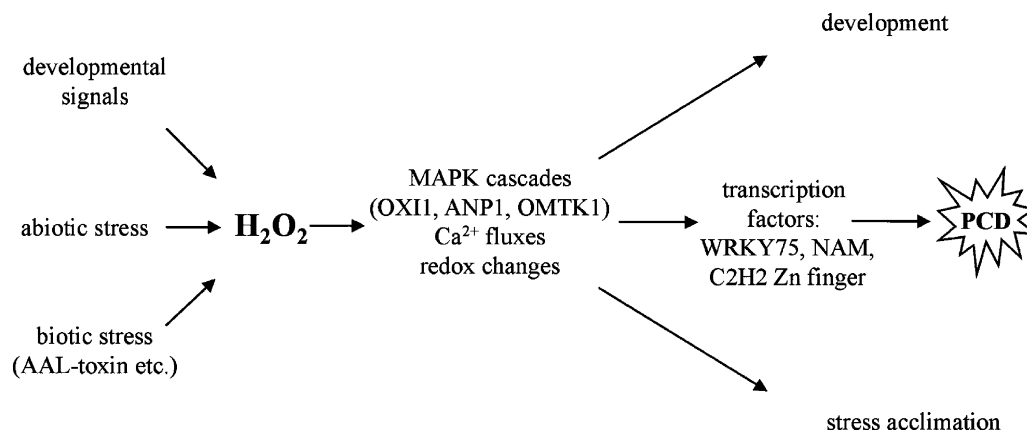 development
developmental
signals
abiotic stress
biotic stress
(AAL-toxin etc.)
H₂O₂
MAPK cascades
(OXI1, ANP1, OMTK1)
Ca²⁺ fluxes
redox changes
transcription
factors:
WRKY75, NAM,
C2H2 Zn finger
PCD
stress acclimation